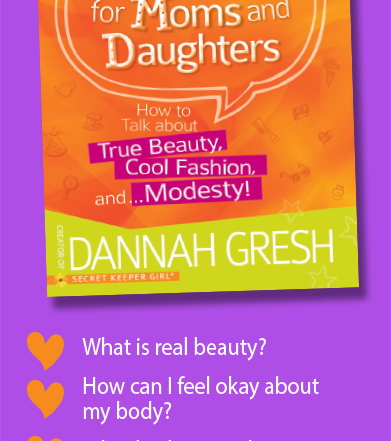 for Moms and
Daughters
How to
Talk about
True Beauty,
Cool Fashion,
and...Modesty!
CREATOR OF
DANNAH GRESH
SECRET KEEPER GIRL®
What is real beauty?
How can I feel okay about
my body?